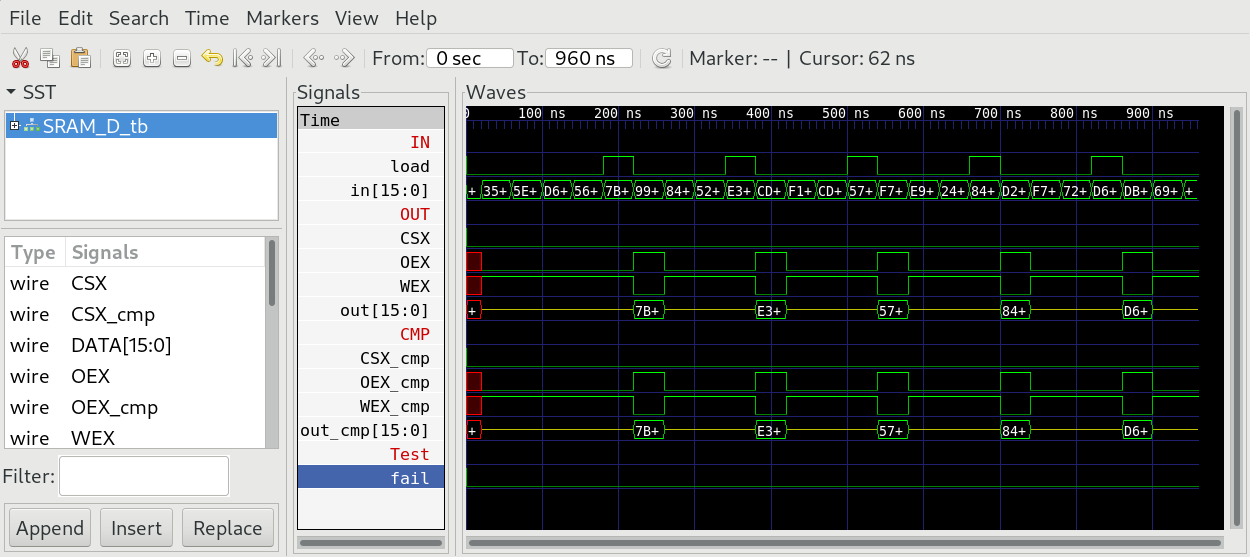 File Edit Search Time Markers View Help
From: 0 sec To: 960 ns Marker: -- | Cursor: 62 ns
SST
SRAM_D_tb
Type Signals
wire CSX
wire CSX_cmp
wire DATA[15:0]
wire OEX
wire OEX_cmp
wire WEX
Filter:
Append Insert Replace
Signals
Time
IN
load
in[15:0]
OUT
CSX
OEX
WEX
out[15:0]
CMP
CSX_cmp
OEX_cmp
WEX_cmp
out_cmp[15:0]
Test
fail
Waves
0 100 ns 200 ns 300 ns 400 ns 500 ns 600 ns 700 ns 800 ns 900 ns
+ 35+ 5E+ D6+ 56+ 7B+ 99+ 84+ 52+ E3+ CD+ F1+ CD+ 57+ F7+ E9+ 24+ 84+ D2+ F7+ 72+ D6+ DB+ 69+ +
+ 7B+ E3+ 57+ 84+ D6+
+ 7B+ E3+ 57+ 84+ D6+